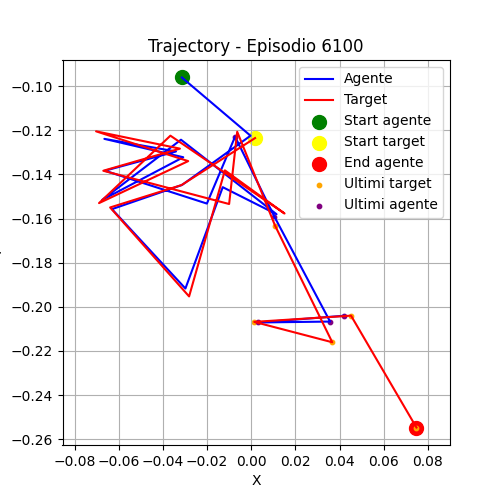 Trajectory - Episodio 6100
Agente
Target
Start agente
Start target
End agente
Ultimi target
Ultimi agente
−0.10
−0.12
−0.14
−0.16
−0.18
−0.20
−0.22
−0.24
−0.26
−0.08 −0.06 −0.04 −0.02 0.00 0.02 0.04 0.06 0.08
X